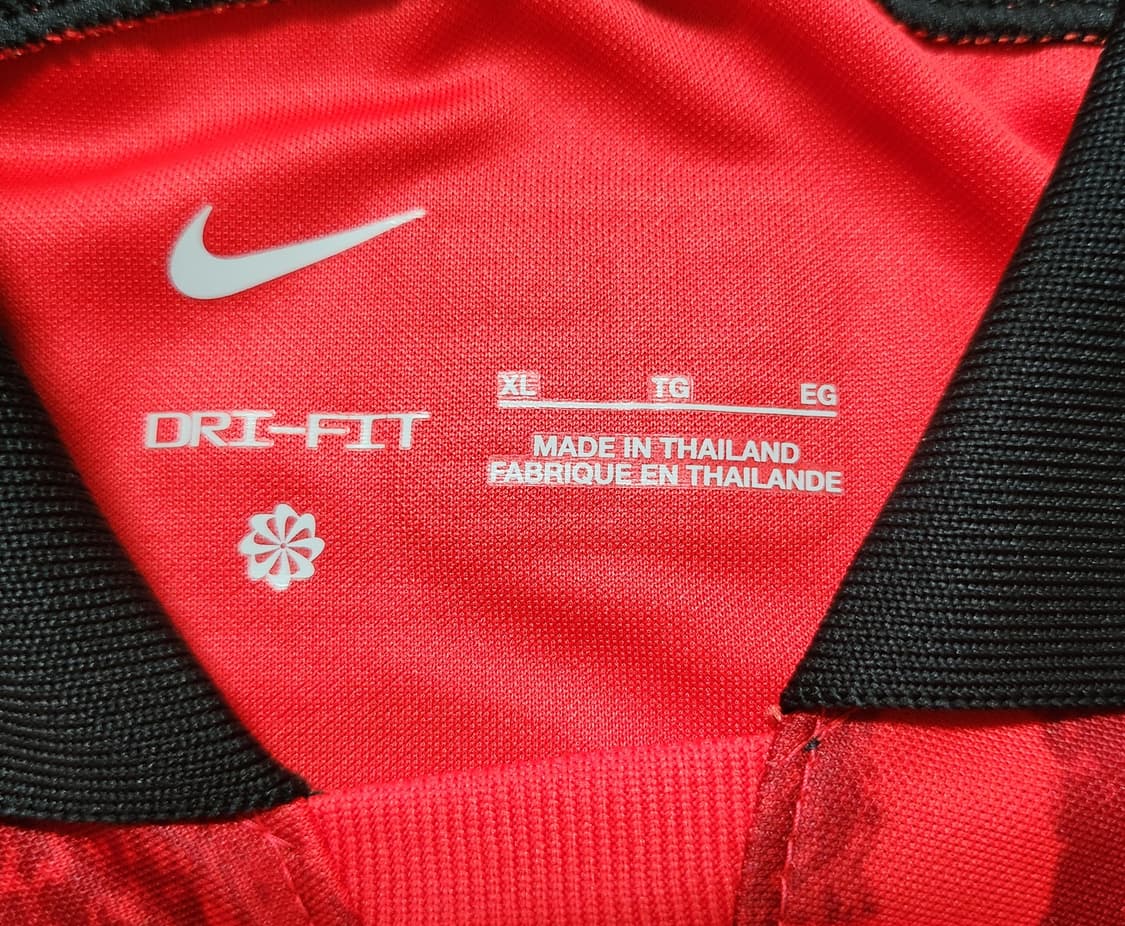 DRI-FIT
XL TG EG
MADE IN THAILAND
FABRIQUE EN THAILANDE